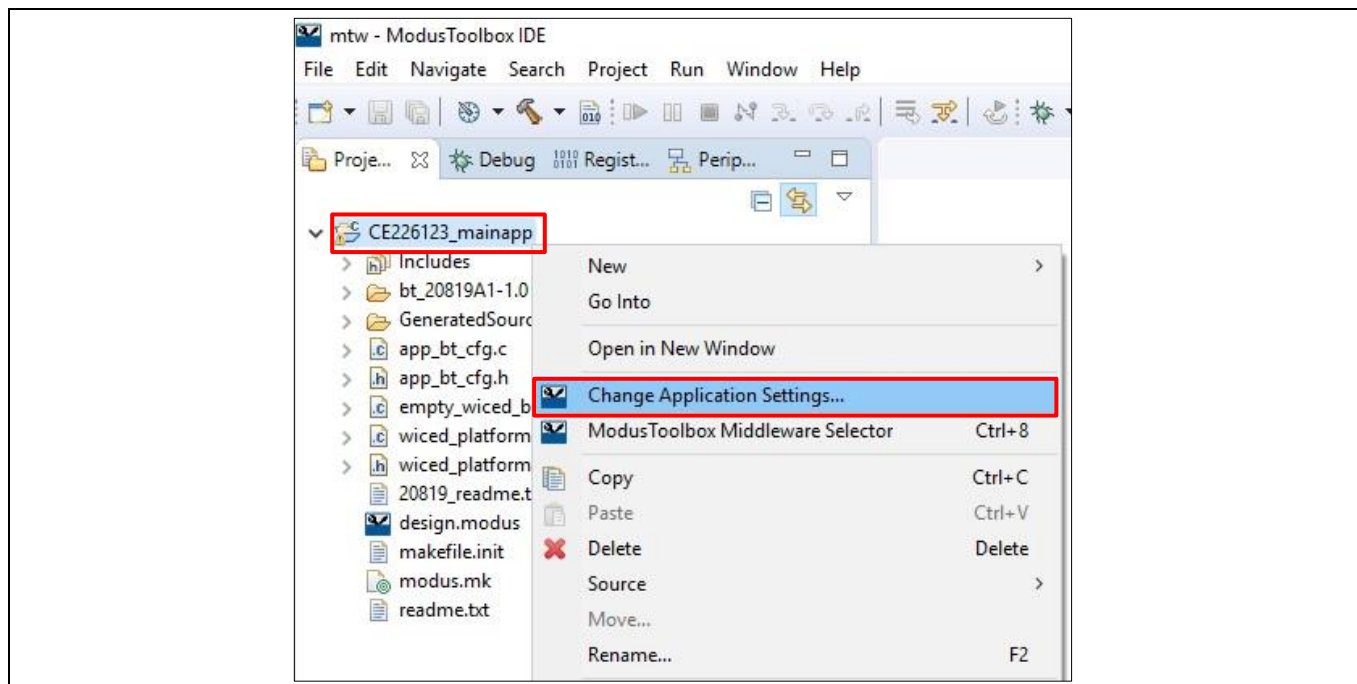 mtw - ModusToolbox IDE
File Edit Navigate Search Project Run Window Help
Proje... Debug Regist... Perip...
CE226123_mainapp
Includes
bt_20819A1-1.0
GeneratedSourc
app_bt_cfg.c
app_bt_cfg.h
empty_wiced_b
wiced_platform
wiced_platform
20819_readme.t
design.modus
makefile.init
modus.mk
readme.txt
New
Go Into
Open in New Window
Change Application Settings...
ModusToolbox Middleware Selector Ctrl+8
Copy Ctrl+C
Paste Ctrl+V
Delete Delete
Source
Move...
Rename... F2